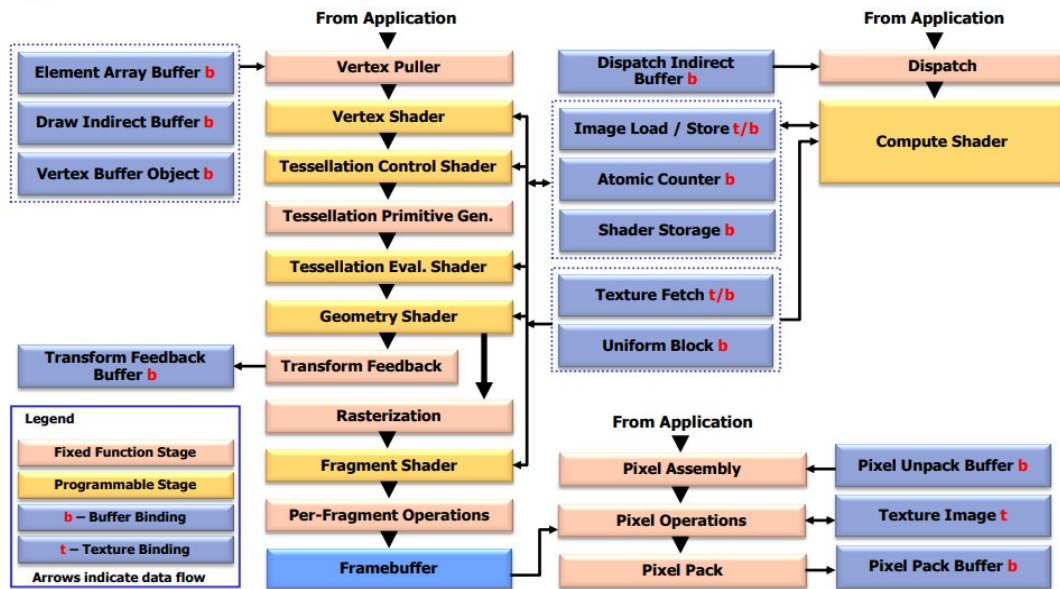 From Application
Element Array Buffer b
Draw Indirect Buffer b
Vertex Buffer Object b
Vertex Puller
Vertex Shader
Tessellation Control Shader
Tessellation Primitive Gen.
Tessellation Eval. Shader
Geometry Shader
Transform Feedback
Transform Feedback
Buffer b
Rasterization
Fragment Shader
Per-Fragment Operations
Framebuffer
Legend
Fixed Function Stage
Programmable Stage
b – Buffer Binding
t – Texture Binding
Arrows indicate data flow
From Application
Dispatch Indirect
Buffer b
Dispatch
Image Load / Store t/b
Atomic Counter b
Shader Storage b
Compute Shader
Texture Fetch t/b
Uniform Block b
From Application
Pixel Assembly
Pixel Unpack Buffer b
Pixel Operations
Texture Image t
Pixel Pack
Pixel Pack Buffer b